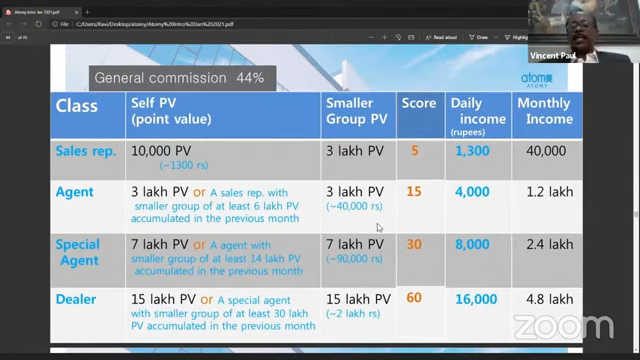 Atomy Intro Jan 2021.pdf
File | C:/Users/Ravi/Desktop/atomy/Atomy%20Intro%20Jan%202021.pdf
44 of 75
Read aloud
Draw
Highlight
Vincent Paul
General commission 44%
atom美
ATOMY
Class
Self PV
(point value)
Smaller
Group PV
Score
Daily
income
(rupees)
Monthly
Income
Sales rep.
10,000 PV
(~1300 rs)
3 lakh PV
5
1,300
40,000
Agent
3 lakh PV or A sales rep. with
smaller group of at least 6 lakh PV
accumulated in the previous month
3 lakh PV
(~40,000 rs)
15
4,000
1.2 lakh
Special
Agent
7 lakh PV or A agent with
smaller group of at least 14 lakh PV
accumulated in the previous month
7 lakh PV
(~90,000 rs)
30
8,000
2.4 lakh
Dealer
15 lakh PV or A special agent
with smaller group of at least 30 lakh
PV accumulated in the previous month
15 lakh PV
(~2 lakh rs)
60
16,000
4.8 lakh
zoom